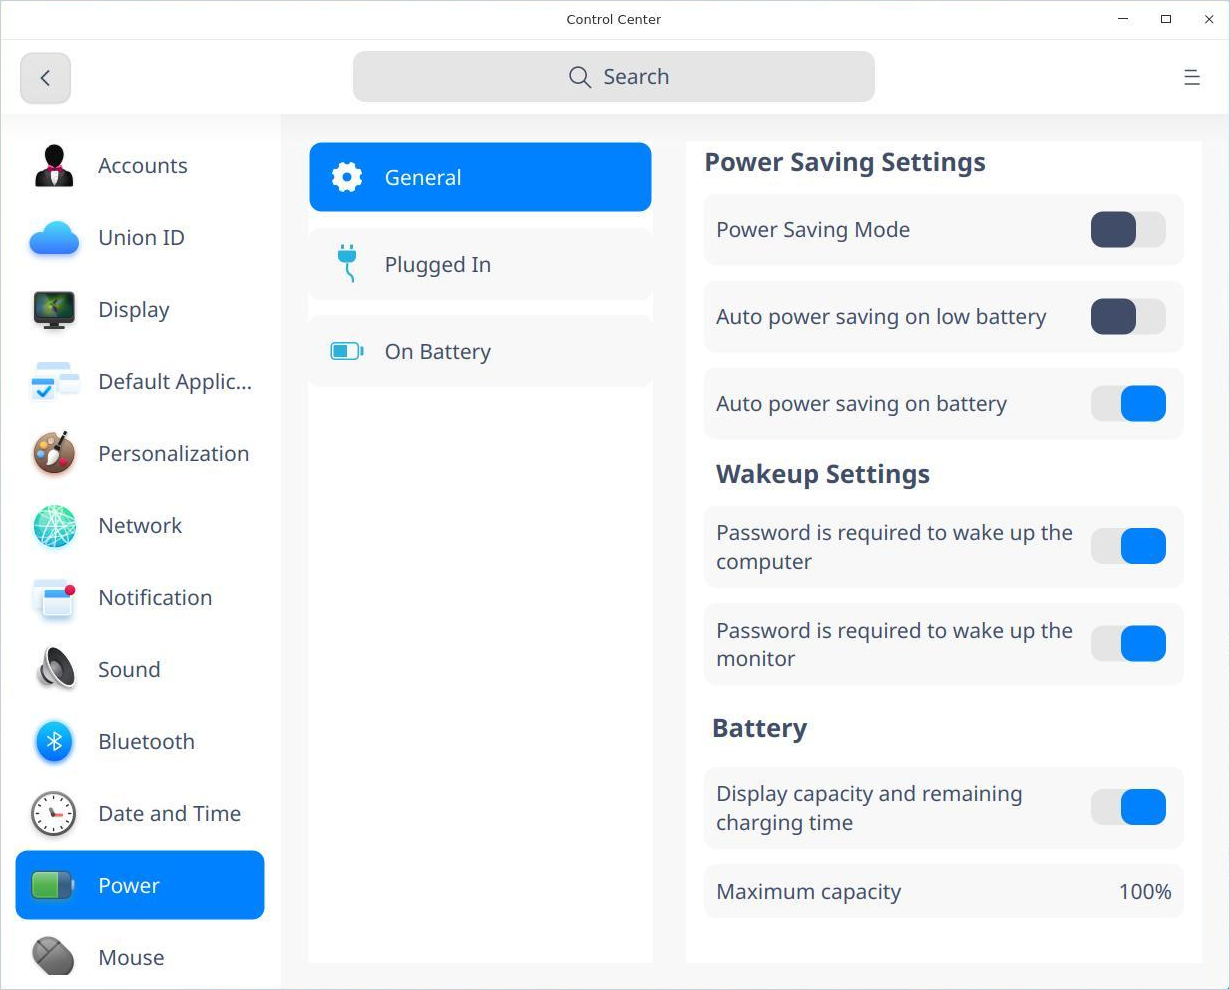 Control Center
Search
Accounts
Union ID
Display
Default Applic...
Personalization
Network
Notification
Sound
Bluetooth
Date and Time
Power
Mouse
General
Plugged In
On Battery
Power Saving Settings
Power Saving Mode
Auto power saving on low battery
Auto power saving on battery
Wakeup Settings
Password is required to wake up the
computer
Password is required to wake up the
monitor
Battery
Display capacity and remaining
charging time
Maximum capacity 100%